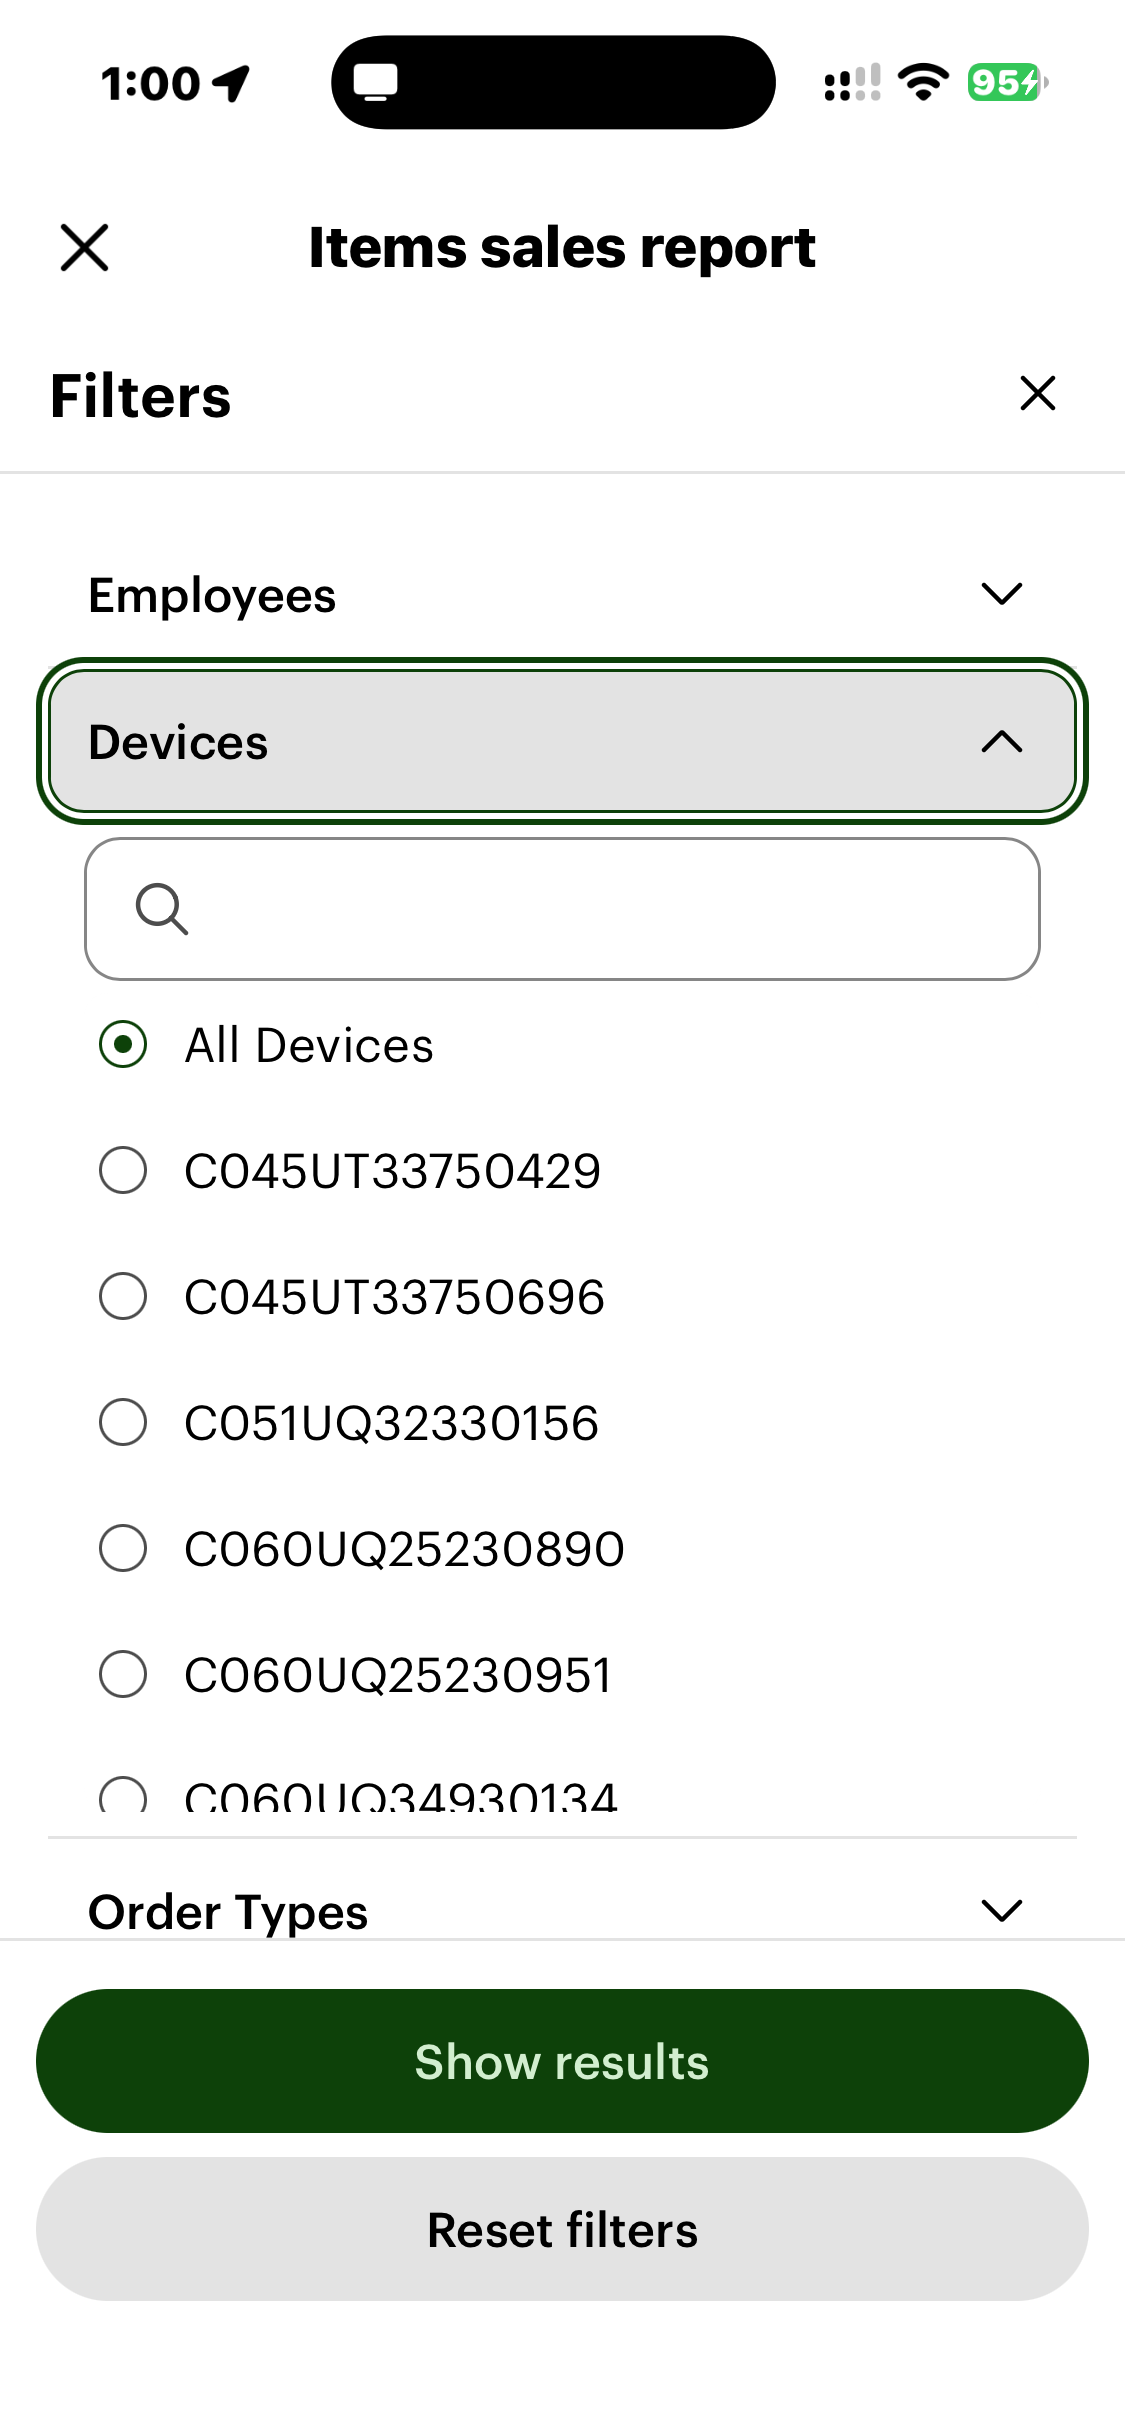 1:00
95
Items sales report
Filters
Employees
Devices
All Devices
C045UT33750429
C045UT33750696
C051UQ32330156
C060UQ25230890
C060UQ25230951
C060UQ34930134
Order Types
Show results
Reset filters